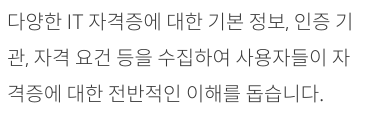 다양한 IT 자격증에 대한 기본 정보, 인증 기
관, 자격 요건 등을 수집하여 사용자들이 자
격증에 대한 전반적인 이해를 돕습니다.